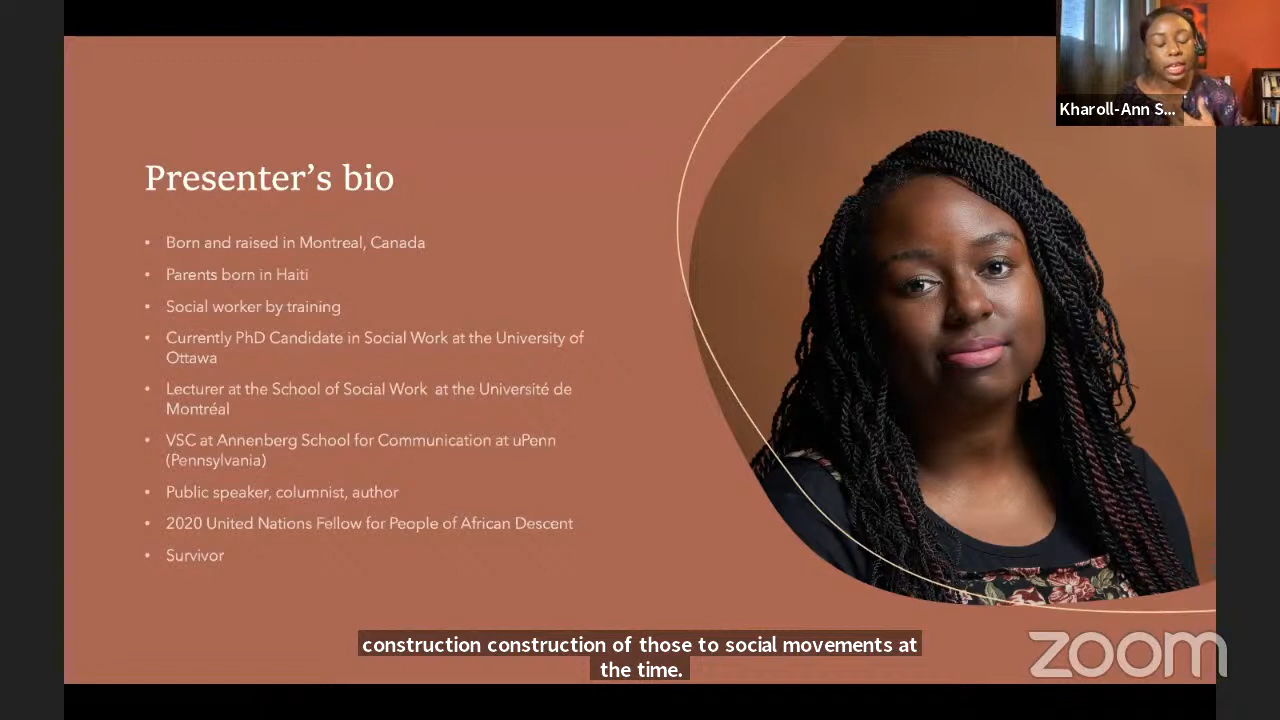 Kharoll-Ann S...
Presenter’s bio
• Born and raised in Montreal, Canada
• Parents born in Haiti
• Social worker by training
• Currently PhD Candidate in Social Work at the University of
Ottawa
• Lecturer at the School of Social Work at the Université de
Montréal
• VSC at Annenberg School for Communication at uPenn
(Pennsylvania)
• Public speaker, columnist, author
• 2020 United Nations Fellow for People of African Descent
• Survivor
construction construction of those to social movements at
the time.
zoom